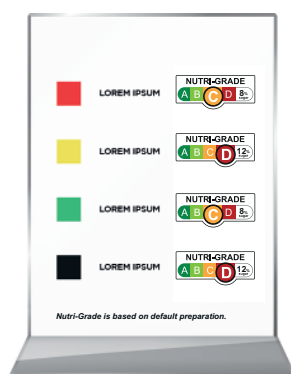 NUTRI-GRADE
LOREM IPSUM A B C D 8% sugar
NUTRI-GRADE
LOREM IPSUM A B C D 12% sugar
NUTRI-GRADE
LOREM IPSUM A B C D 8% sugar
NUTRI-GRADE
LOREM IPSUM A B C D 12% sugar
Nutri-Grade is based on default preparation.